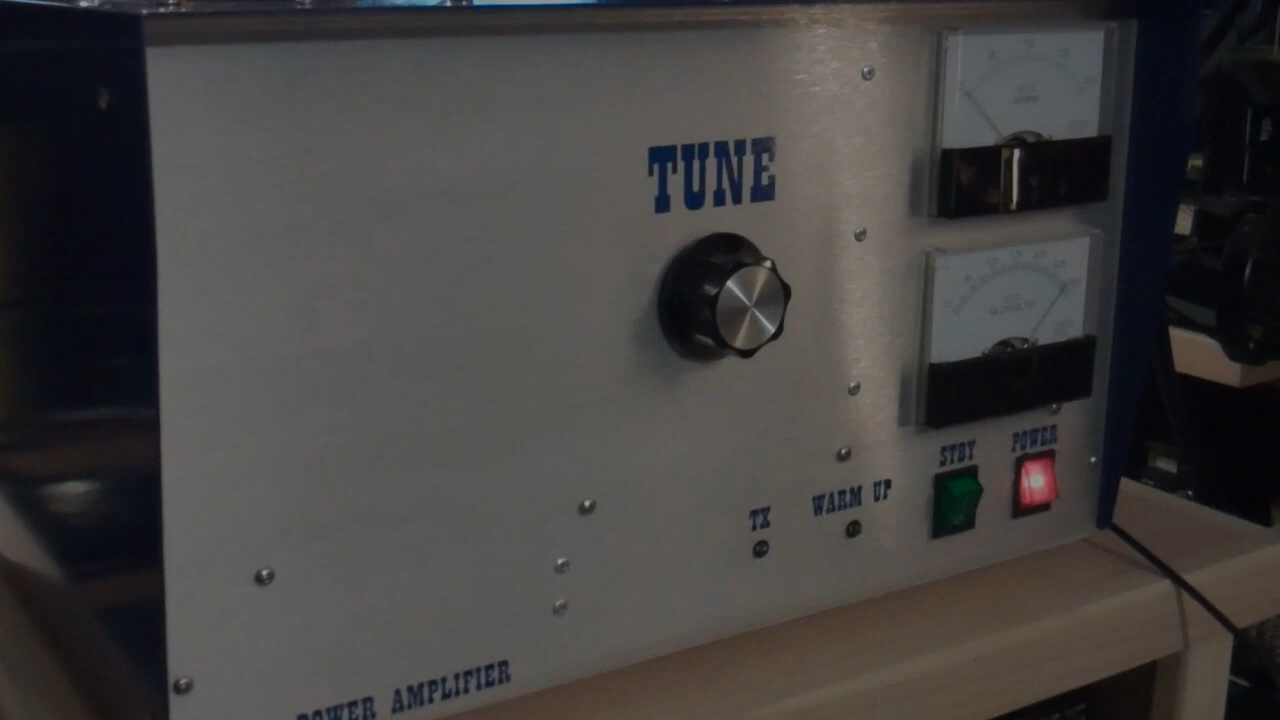 TUNE
STBY
POWER
TX
WARM UP
POWER AMPLIFIER